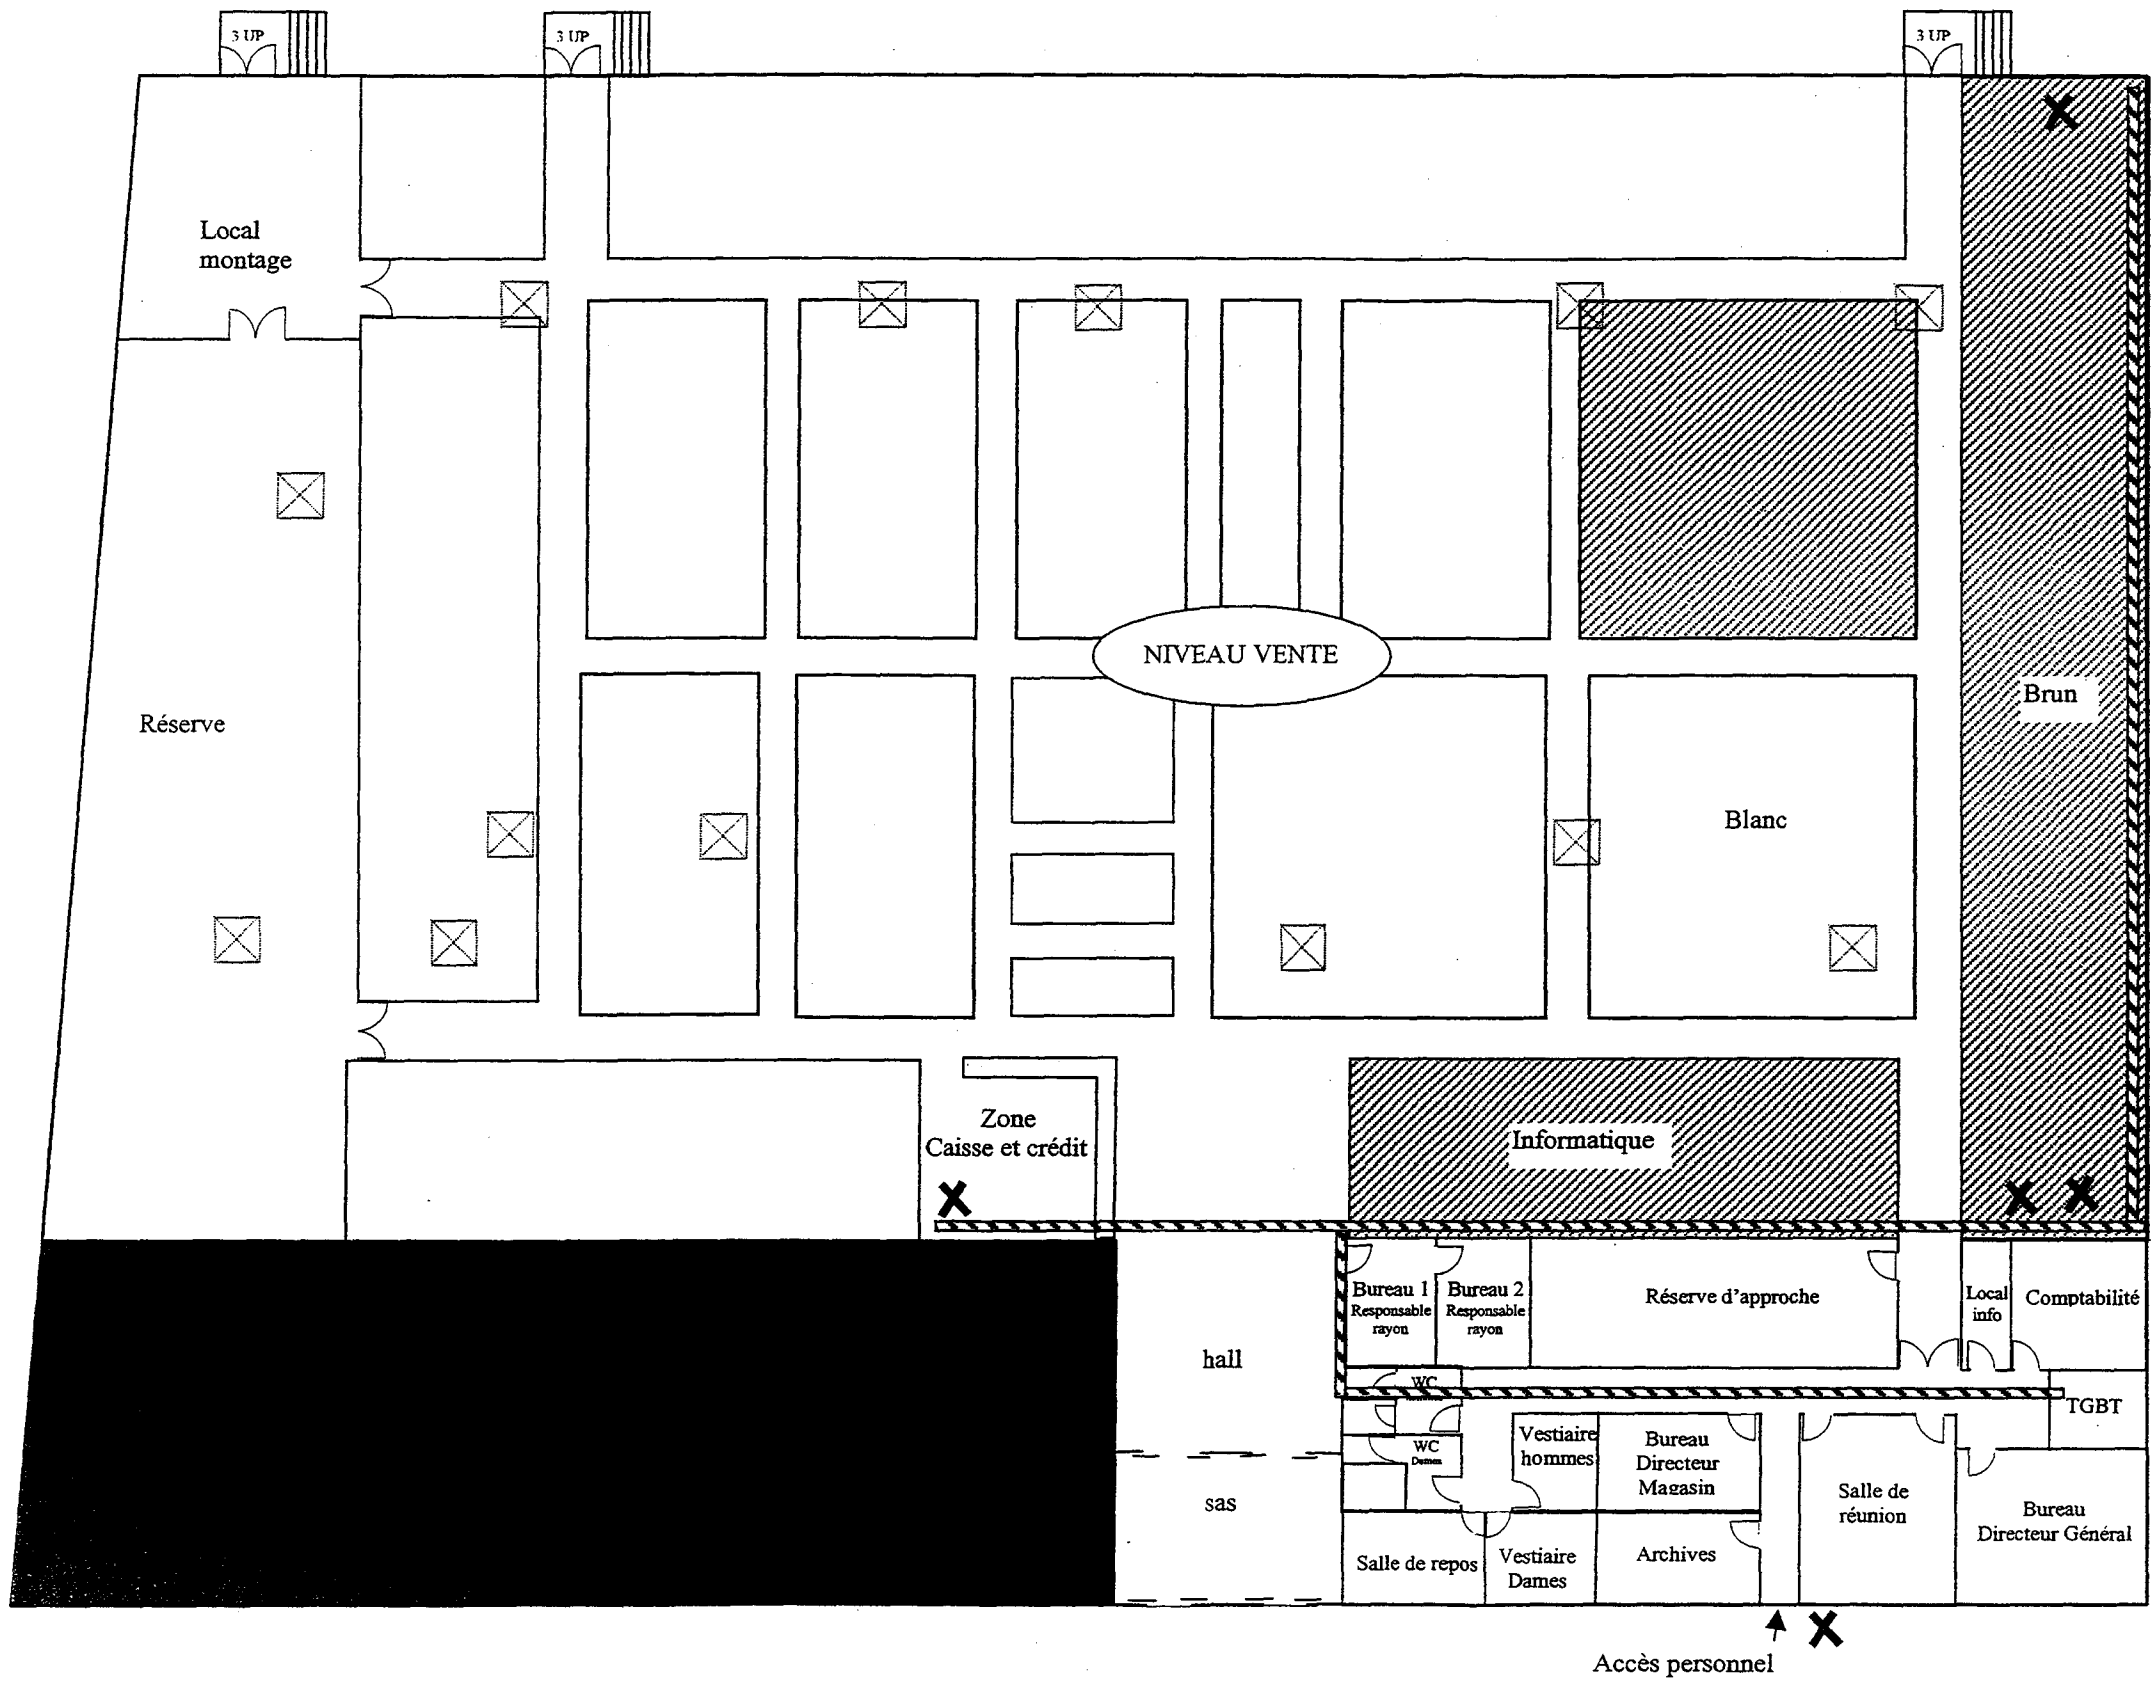 3 UP
3 UP
3 UP
Local
montage
NIVEAU VENTE
Brun
Réserve
Blanc
Zone
Caisse et crédit
Informatique
Bureau 1
Responsable
rayon
Bureau 2
Responsable
rayon
Réserve d'approche
Local
info
Comptabilité
hall
WC
TGBT
WC
Dames
Vestiaire
hommes
Bureau
Directeur
Magasin
Salle de
réunion
sas
Bureau
Directeur Général
Salle de repos
Vestiaire
Dames
Archives
Accès personnel